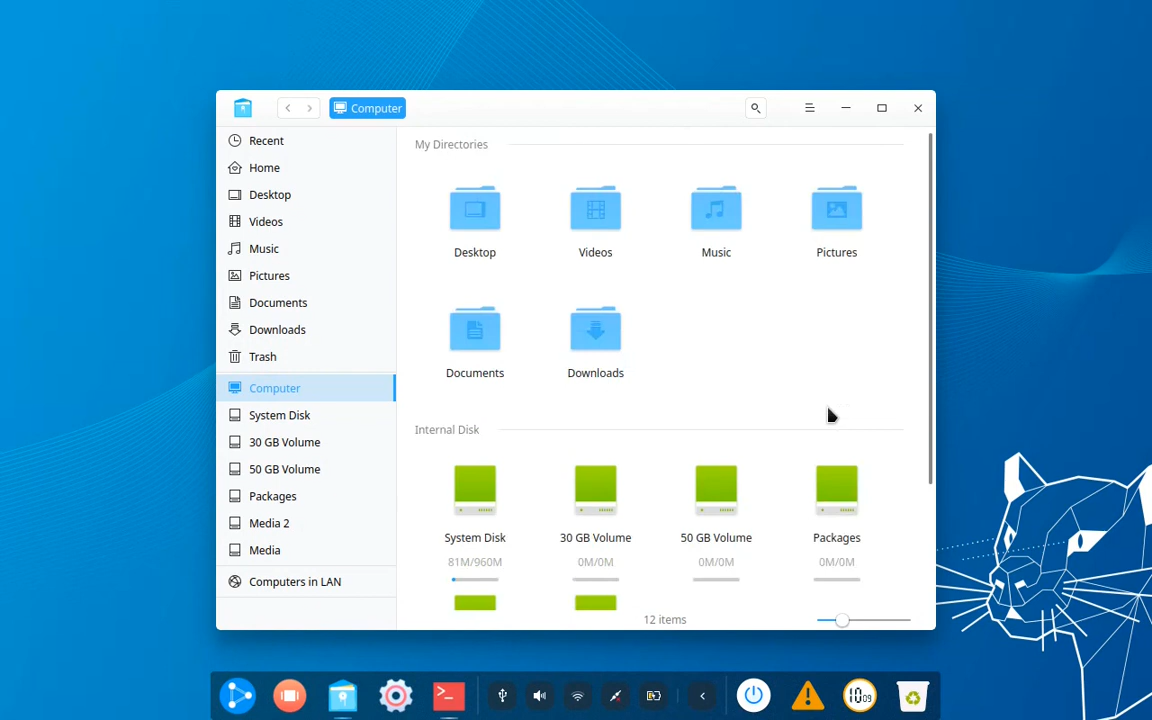 Computer
Recent
Home
Desktop
Videos
Music
Pictures
Documents
Downloads
Trash
Computer
System Disk
30 GB Volume
50 GB Volume
Packages
Media 2
Media
Computers in LAN
My Directories
Desktop
Videos
Music
Pictures
Documents
Downloads
Internal Disk
System Disk
30 GB Volume
50 GB Volume
Packages
81M/960M
0M/0M
0M/0M
0M/0M
12 items
10 09